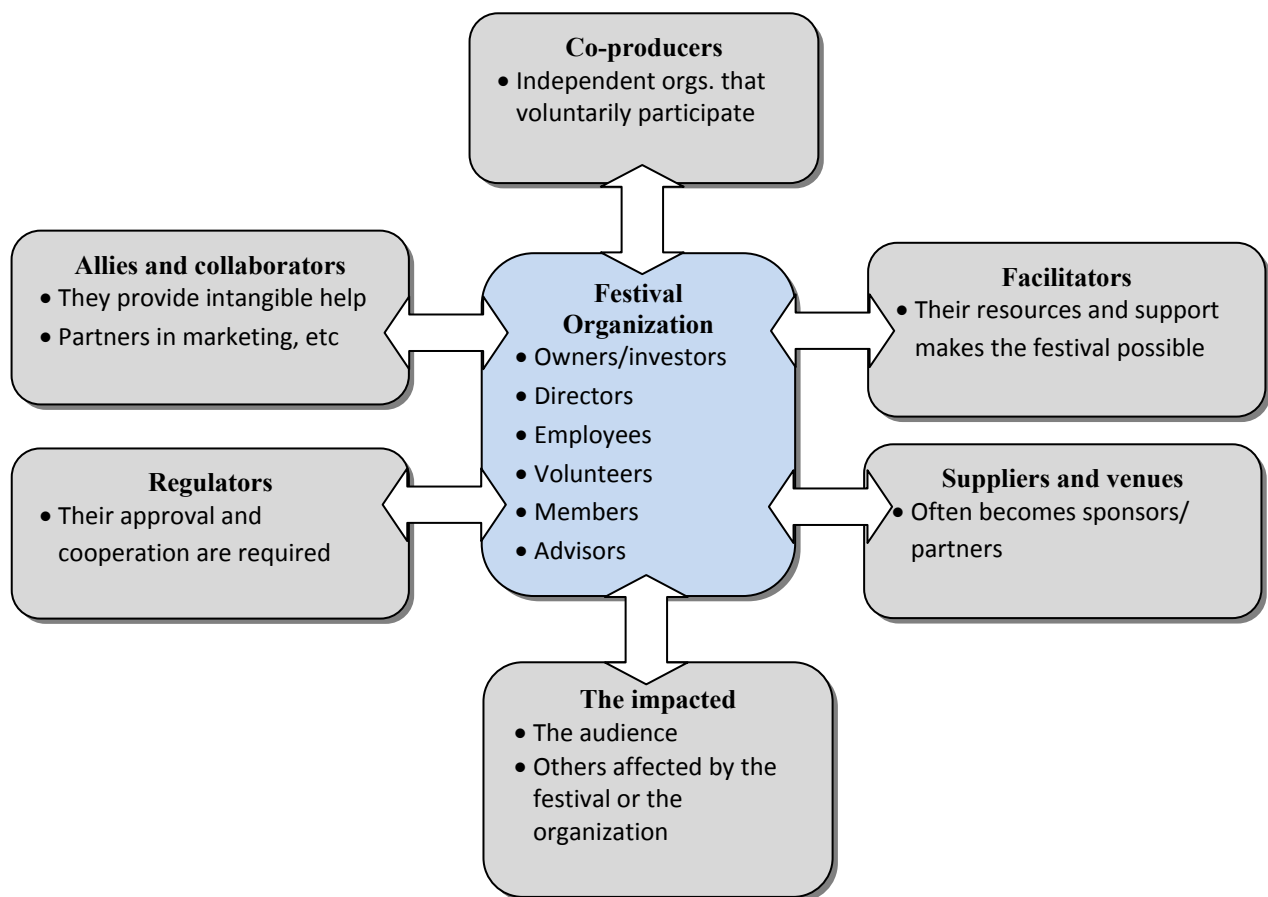 Co-producers
• Independent orgs. that
voluntarily participate
Allies and collaborators
• They provide intangible help
• Partners in marketing, etc
Festival
Organization
• Owners/investors
• Directors
• Employees
• Volunteers
• Members
• Advisors
Facilitators
• Their resources and support
makes the festival possible
Regulators
• Their approval and
cooperation are required
Suppliers and venues
• Often becomes sponsors/
partners
The impacted
• The audience
• Others affected by the
festival or the
organization